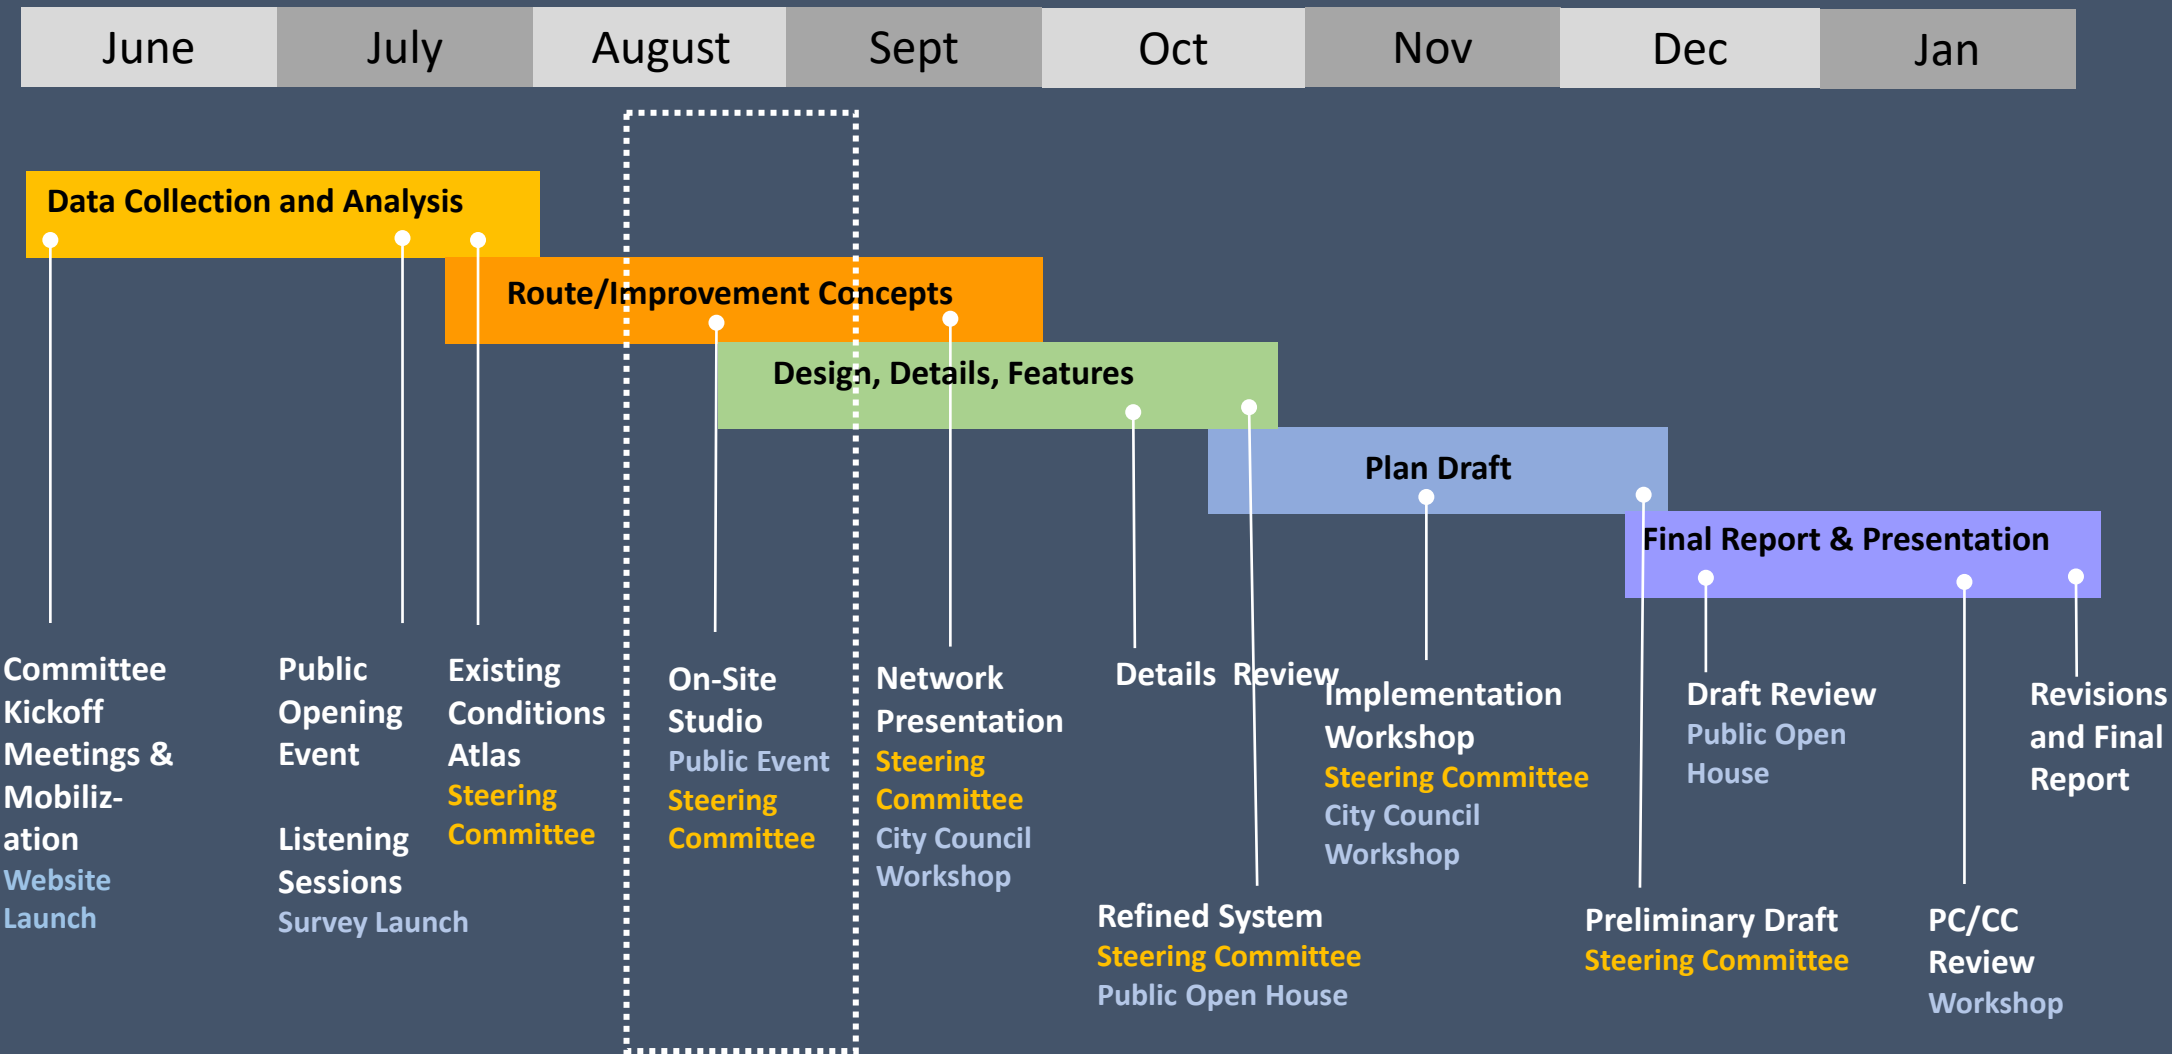 June July August Sept Oct Nov Dec Jan
Data Collection and Analysis
Route/Improvement Concepts
Design, Details, Features
Plan Draft
Final Report & Presentation
Committee
Kickoff
Meetings &
Mobiliz-
ation
Website
Launch
Public
Opening
Event
Listening
Sessions
Survey Launch
Existing
Conditions
Atlas
Steering
Committee
On-Site
Studio
Public Event
Steering
Committee
Network
Presentation
Steering
Committee
City Council
Workshop
Details Review
Refined System
Steering Committee
Public Open House
Implementation
Workshop
Steering Committee
City Council
Workshop
Preliminary Draft
Steering Committee
Draft Review
Public Open
House
PC/CC
Review
Workshop
Revisions
and Final
Report